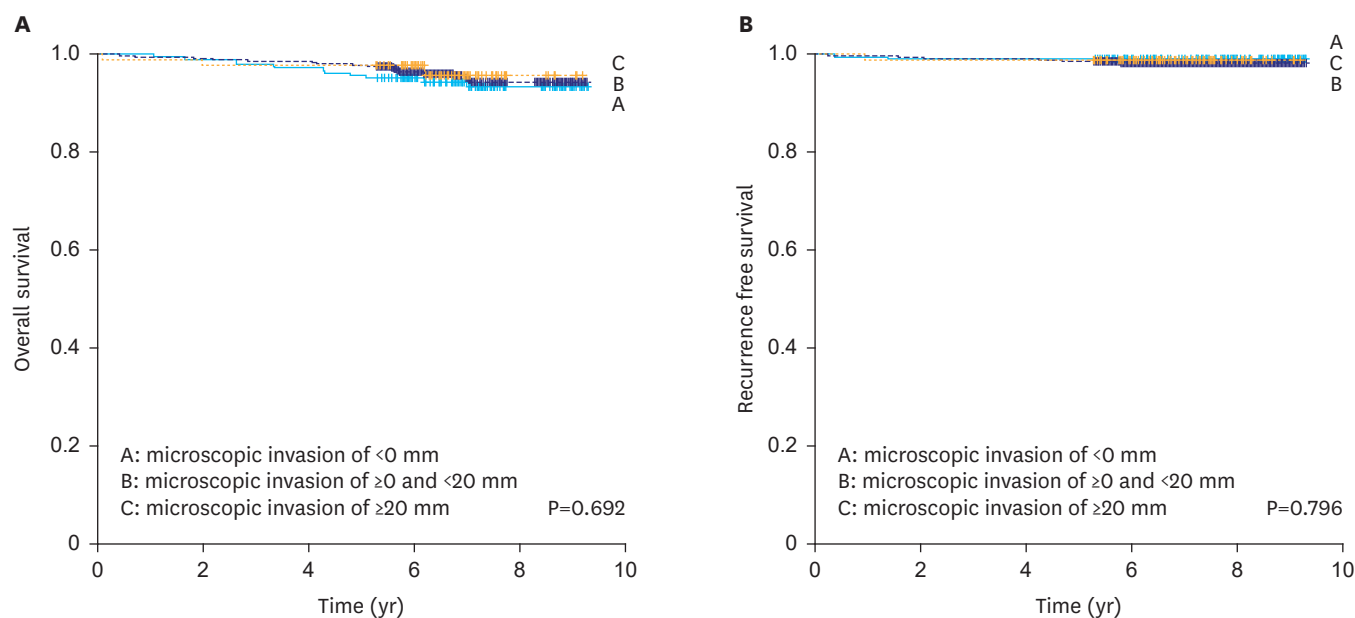 A
Overall survival
1.0
0.8
0.6
0.4
0.2
0
C
B
A
A: microscopic invasion of <0 mm
B: microscopic invasion of ≥0 and <20 mm
C: microscopic invasion of ≥20 mm P=0.692
0 2 4 6 8 10
Time (yr)
B
Recurrence free survival
1.0
0.8
0.6
0.4
0.2
0
A
C
B
A: microscopic invasion of <0 mm
B: microscopic invasion of ≥0 and <20 mm
C: microscopic invasion of ≥20 mm P=0.796
0 2 4 6 8 10
Time (yr)